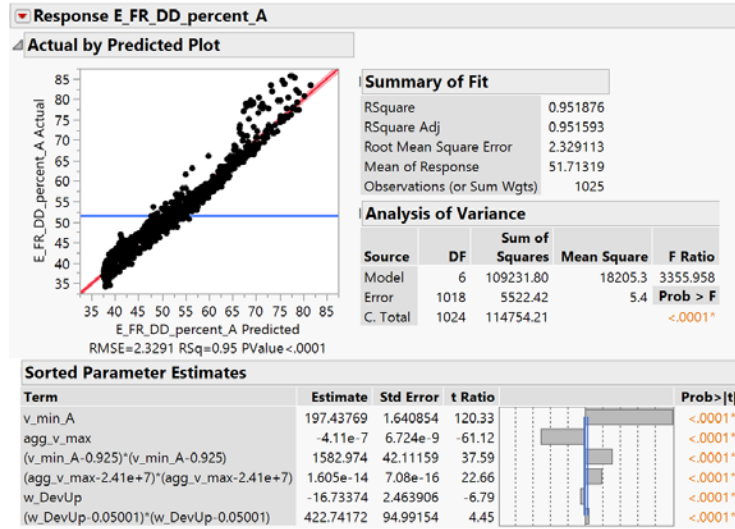 Response E_FR_DD_percent_A
Actual by Predicted Plot
E_FR_DD_percent_A Actual
85
80
75
70
65
60
55
50
45
40
35
35 40 45 50 55 60 65 70 75 80 85
E_FR_DD_percent_A Predicted
RMSE=2.3291 RSq=0.95 PValue<.0001
Summary of Fit
RSquare 0.951876
RSquare Adj 0.951593
Root Mean Square Error 2.329113
Mean of Response 51.71319
Observations (or Sum Wgts) 1025
Analysis of Variance
Sum of
Source DF Squares Mean Square F Ratio
Model 6 109231.80 18205.3 3355.958
Error 1018 5522.42 5.4 Prob > F
C. Total 1024 114754.21 <.0001*
Sorted Parameter Estimates
Term Estimate Std Error t Ratio Prob>|t|
v_min_A 197.43769 1.640854 120.33 <.0001*
agg_v_max -4.11e-7 6.724e-9 -61.12 <.0001*
(v_min_A-0.925)*(v_min_A-0.925) 1582.974 42.11159 37.59 <.0001*
(agg_v_max-2.41e+7)*(agg_v_max-2.41e+7) 1.605e-14 7.08e-16 22.66 <.0001*
w_DevUp -16.73374 2.463906 -6.79 <.0001*
(w_DevUp-0.05001)*(w_DevUp-0.05001) 422.74172 94.99154 4.45 <.0001*